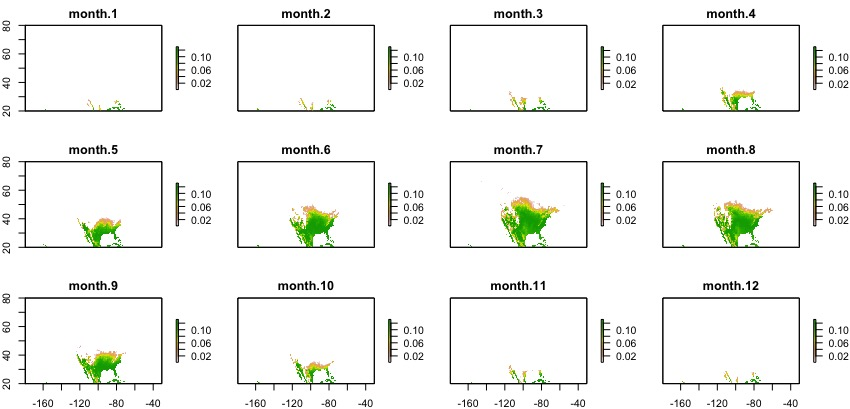 month.1 month.2 month.3 month.4
80 60 40 20
0.10 0.06 0.02 0.10 0.06 0.02 0.10 0.06 0.02 0.10 0.06 0.02
month.5 month.6 month.7 month.8
80 60 40 20
0.10 0.06 0.02 0.10 0.06 0.02 0.10 0.06 0.02 0.10 0.06 0.02
month.9 month.10 month.11 month.12
80 60 40 20
0.10 0.06 0.02 0.10 0.06 0.02 0.10 0.06 0.02 0.10 0.06 0.02
-160 -120 -80 -40 -160 -120 -80 -40 -160 -120 -80 -40 -160 -120 -80 -40